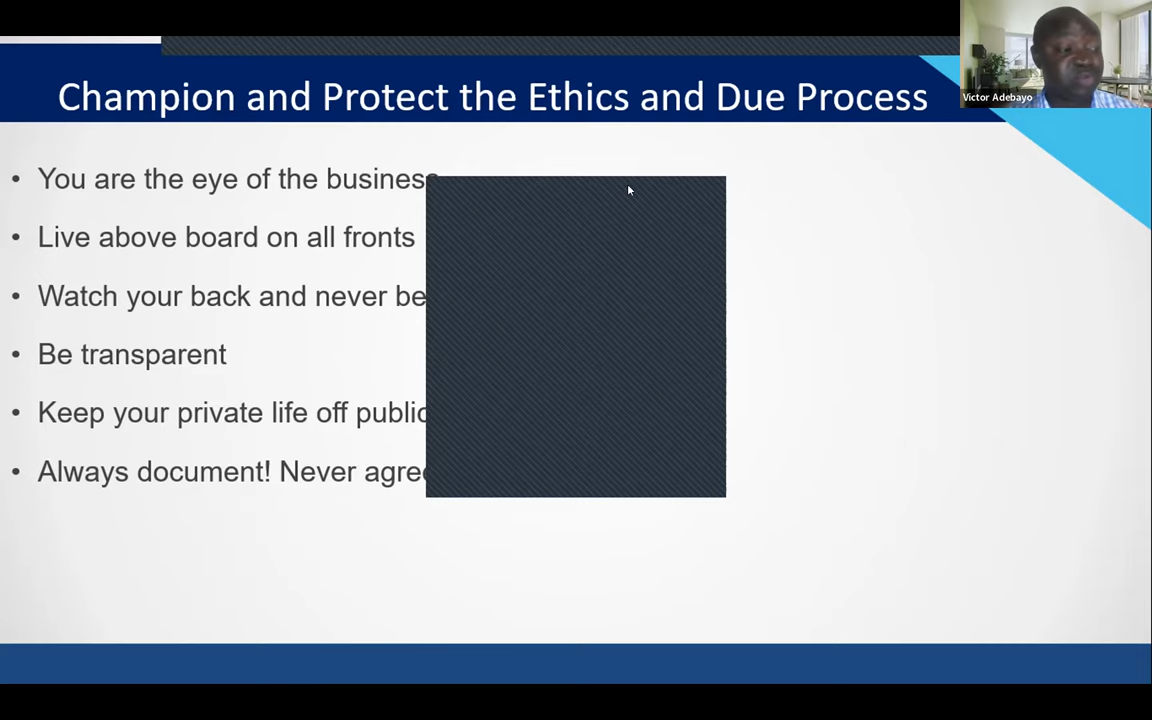 Champion and Protect the Ethics and Due Process
Victor Adebayo
• You are the eye of the business
• Live above board on all fronts
• Watch your back and never be
• Be transparent
• Keep your private life off public
• Always document! Never agree